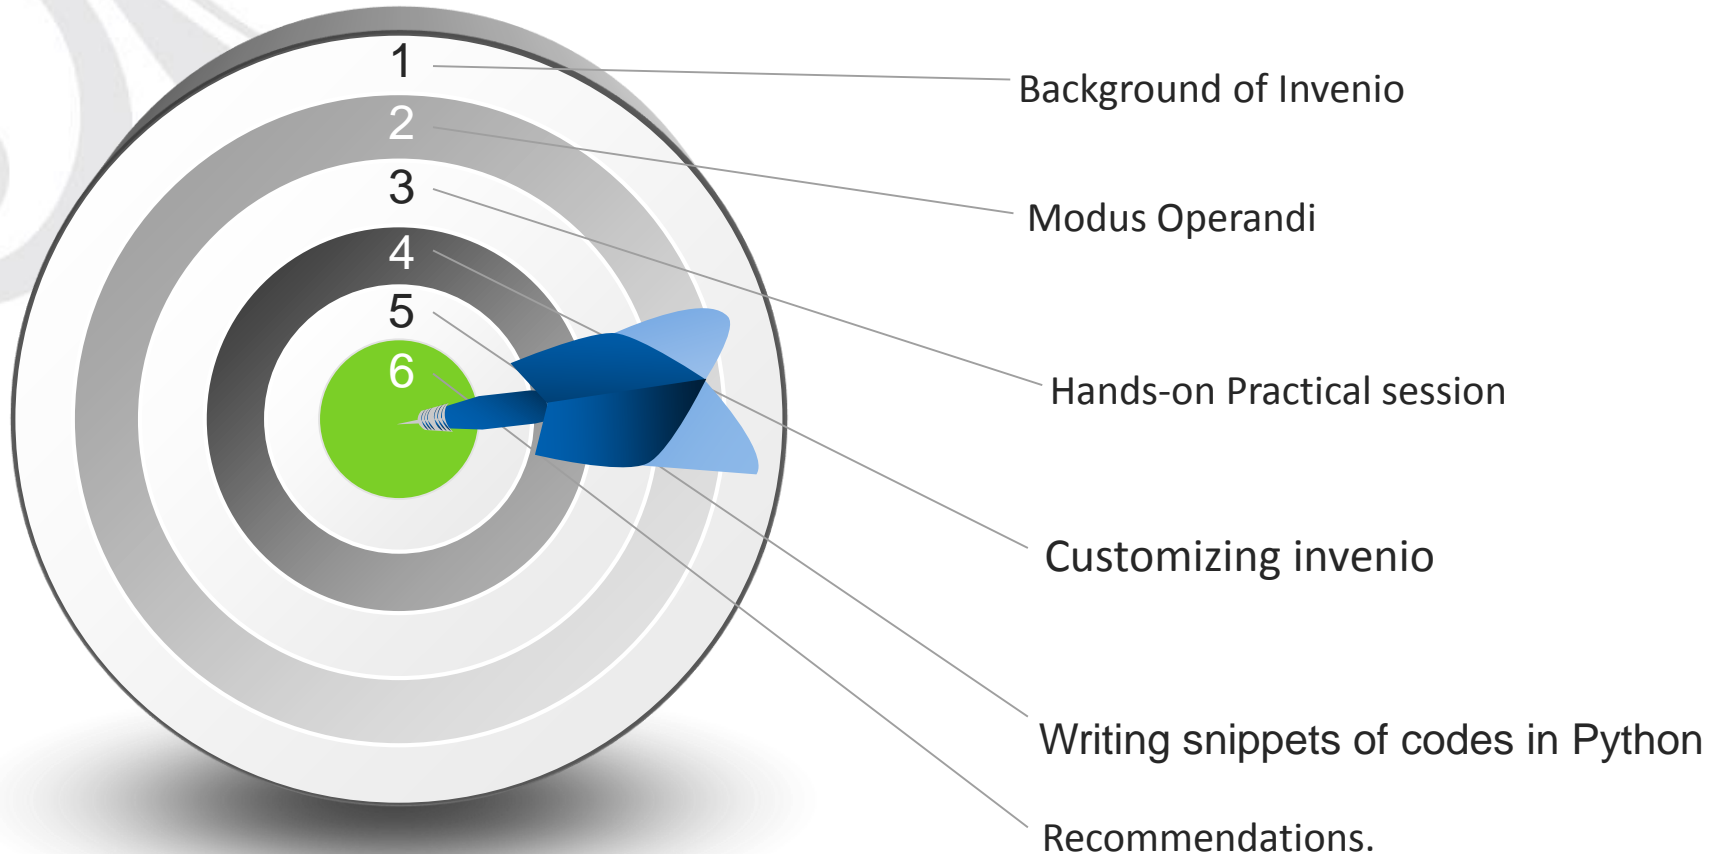 1
Background of Invenio
2
Modus Operandi
3
Hands-on Practical session
4
Customizing invenio
5
Writing snippets of codes in Python
6
Recommendations.